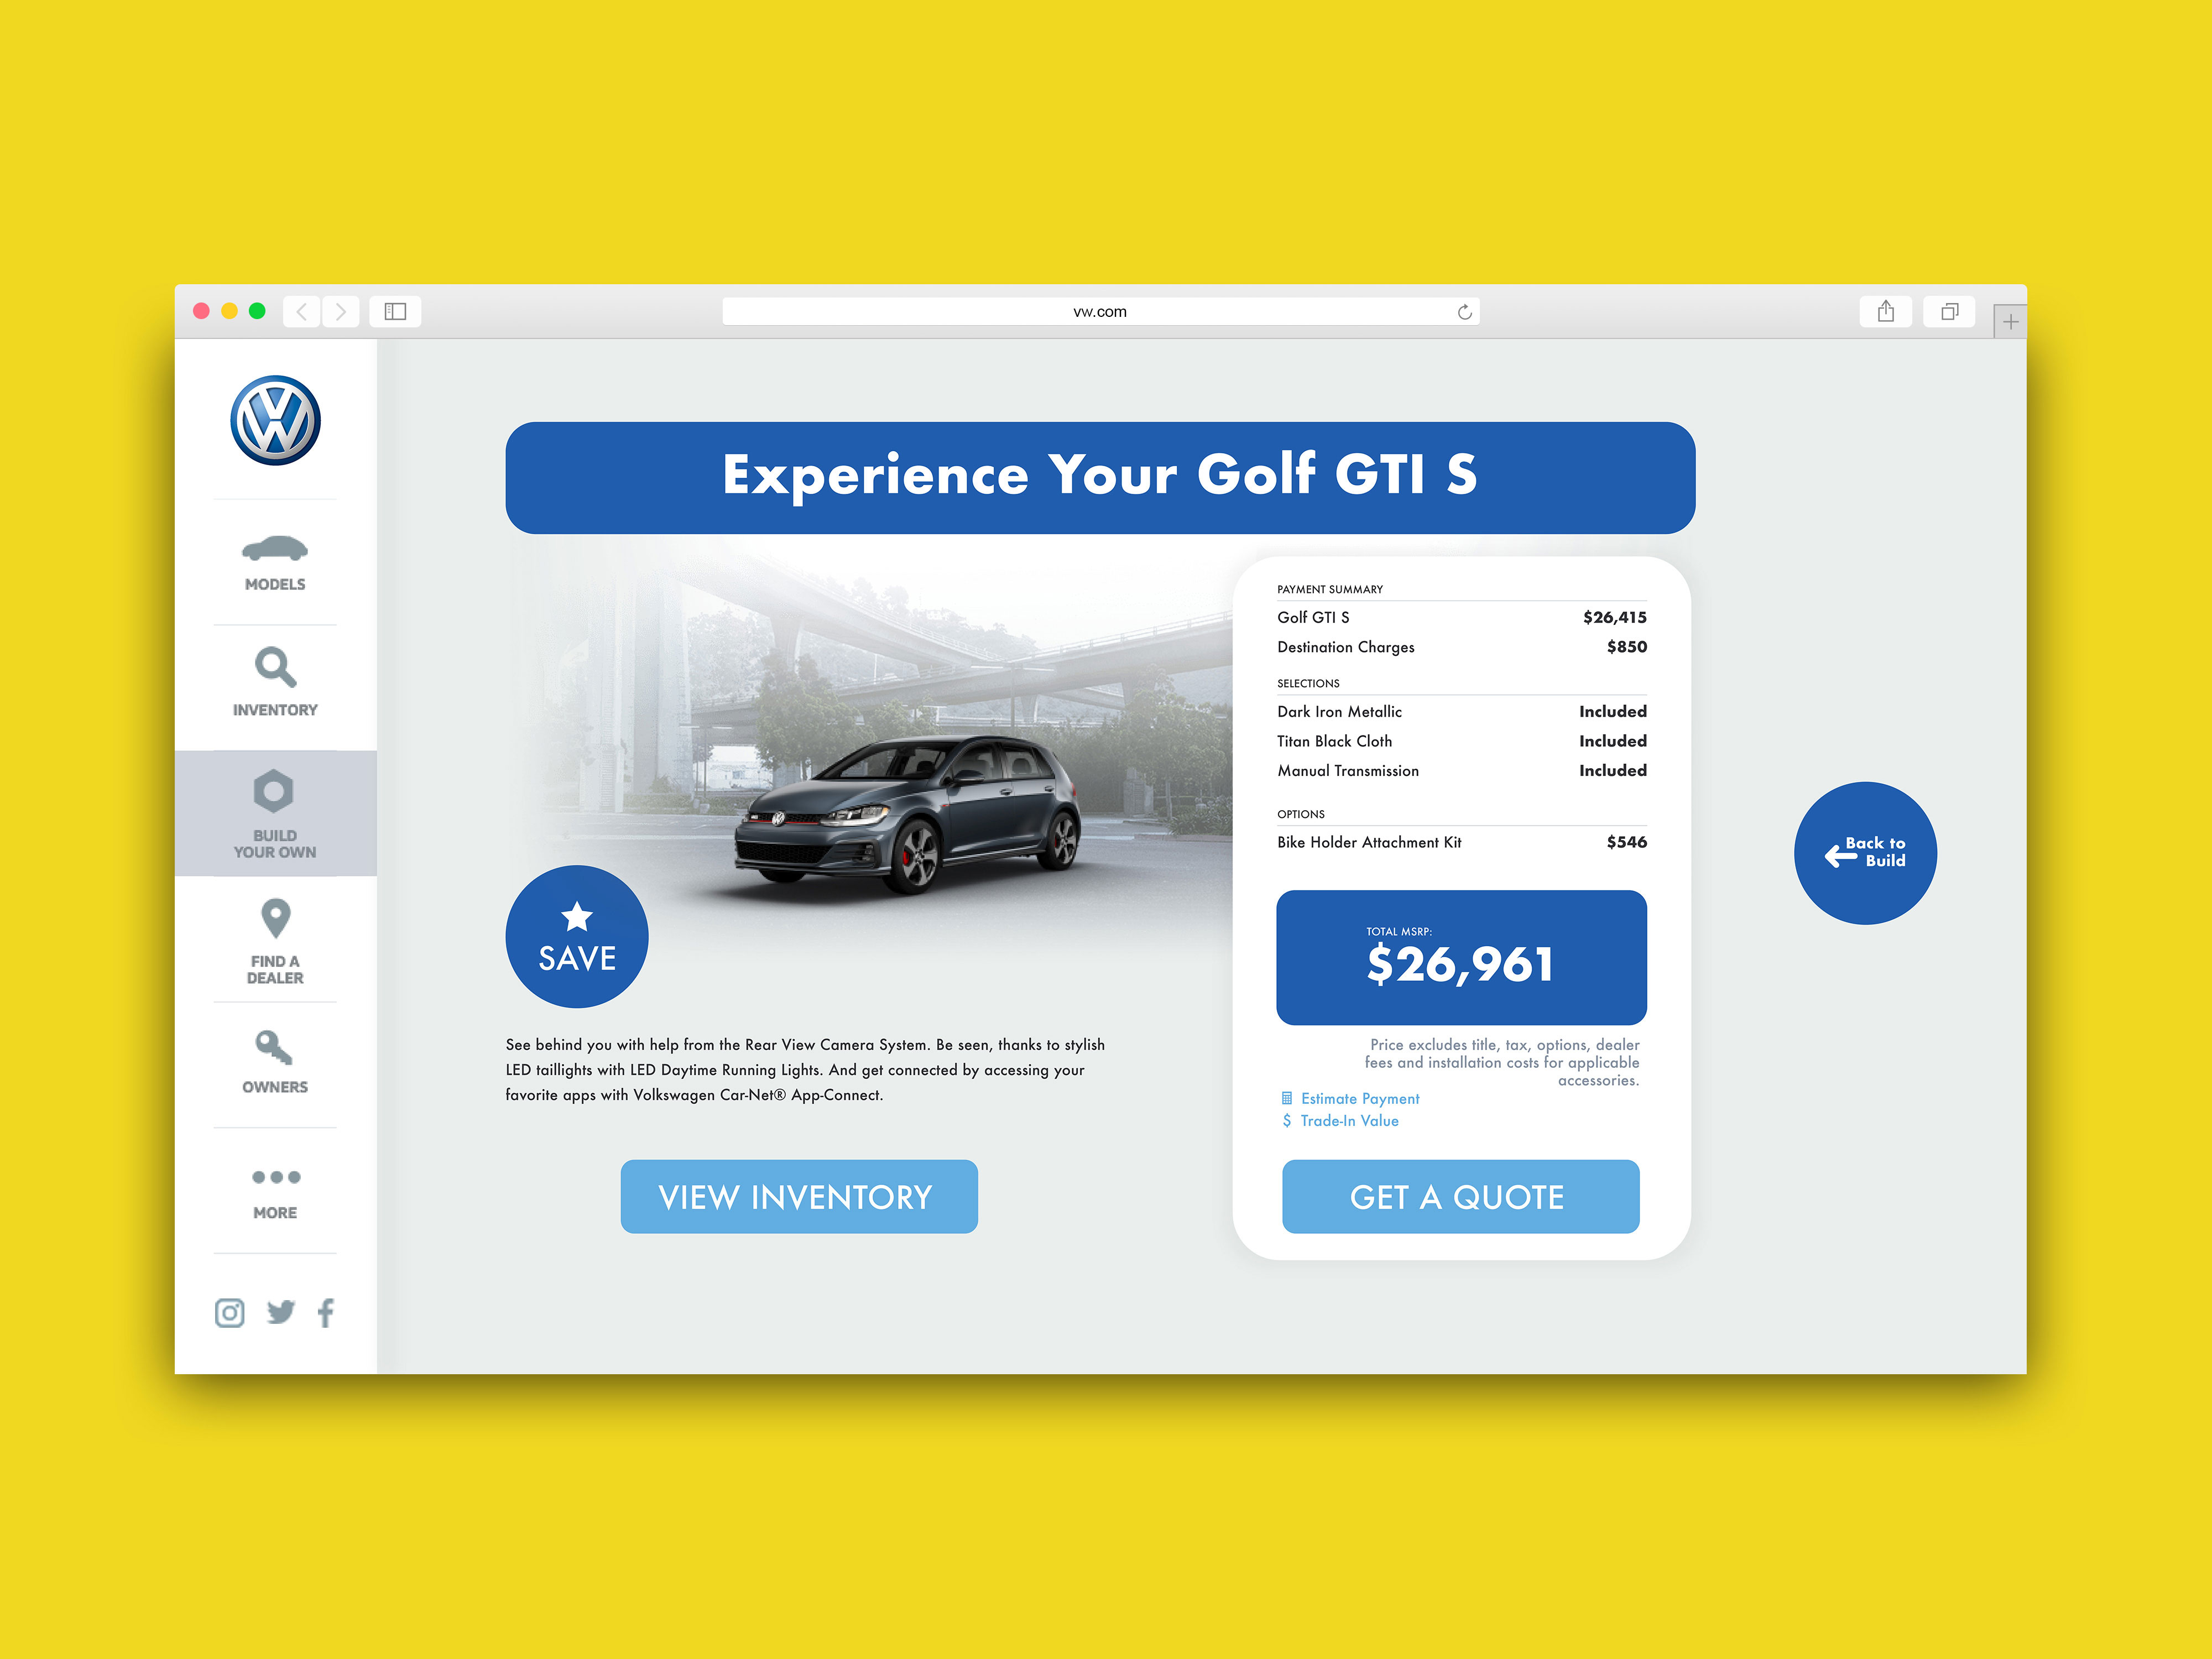 vw.com
MODELS
INVENTORY
BUILD
YOUR OWN
FIND A
DEALER
OWNERS
MORE
Experience Your Golf GTI S
SAVE
See behind you with help from the Rear View Camera System. Be seen, thanks to stylish
LED taillights with LED Daytime Running Lights. And get connected by accessing your
favorite apps with Volkswagen Car-Net® App-Connect.
VIEW INVENTORY
PAYMENT SUMMARY
Golf GTI S $26,415
Destination Charges $850
SELECTIONS
Dark Iron Metallic Included
Titan Black Cloth Included
Manual Transmission Included
OPTIONS
Bike Holder Attachment Kit $546
TOTAL MSRP:
$26,961
Price excludes title, tax, options, dealer
fees and installation costs for applicable
accessories.
Estimate Payment
$ Trade-In Value
GET A QUOTE
Back to
Build